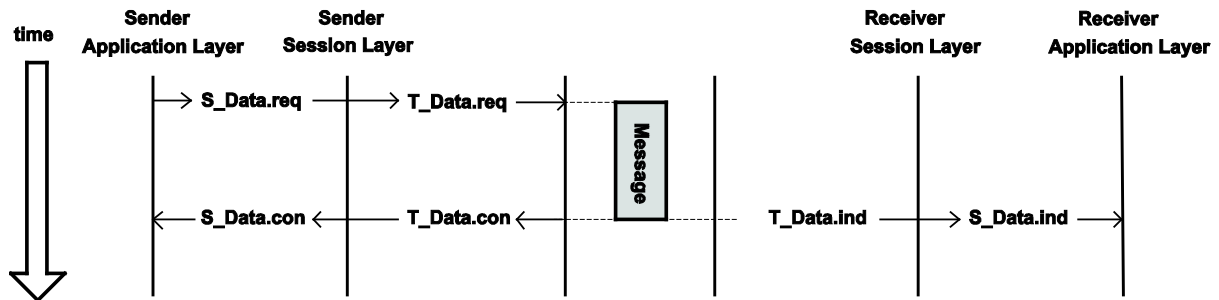 time
Sender
Application Layer
Sender
Session Layer
Receiver
Session Layer
Receiver
Application Layer
S_Data.req
T_Data.req
Message
S_Data.con
T_Data.con
T_Data.ind
S_Data.ind